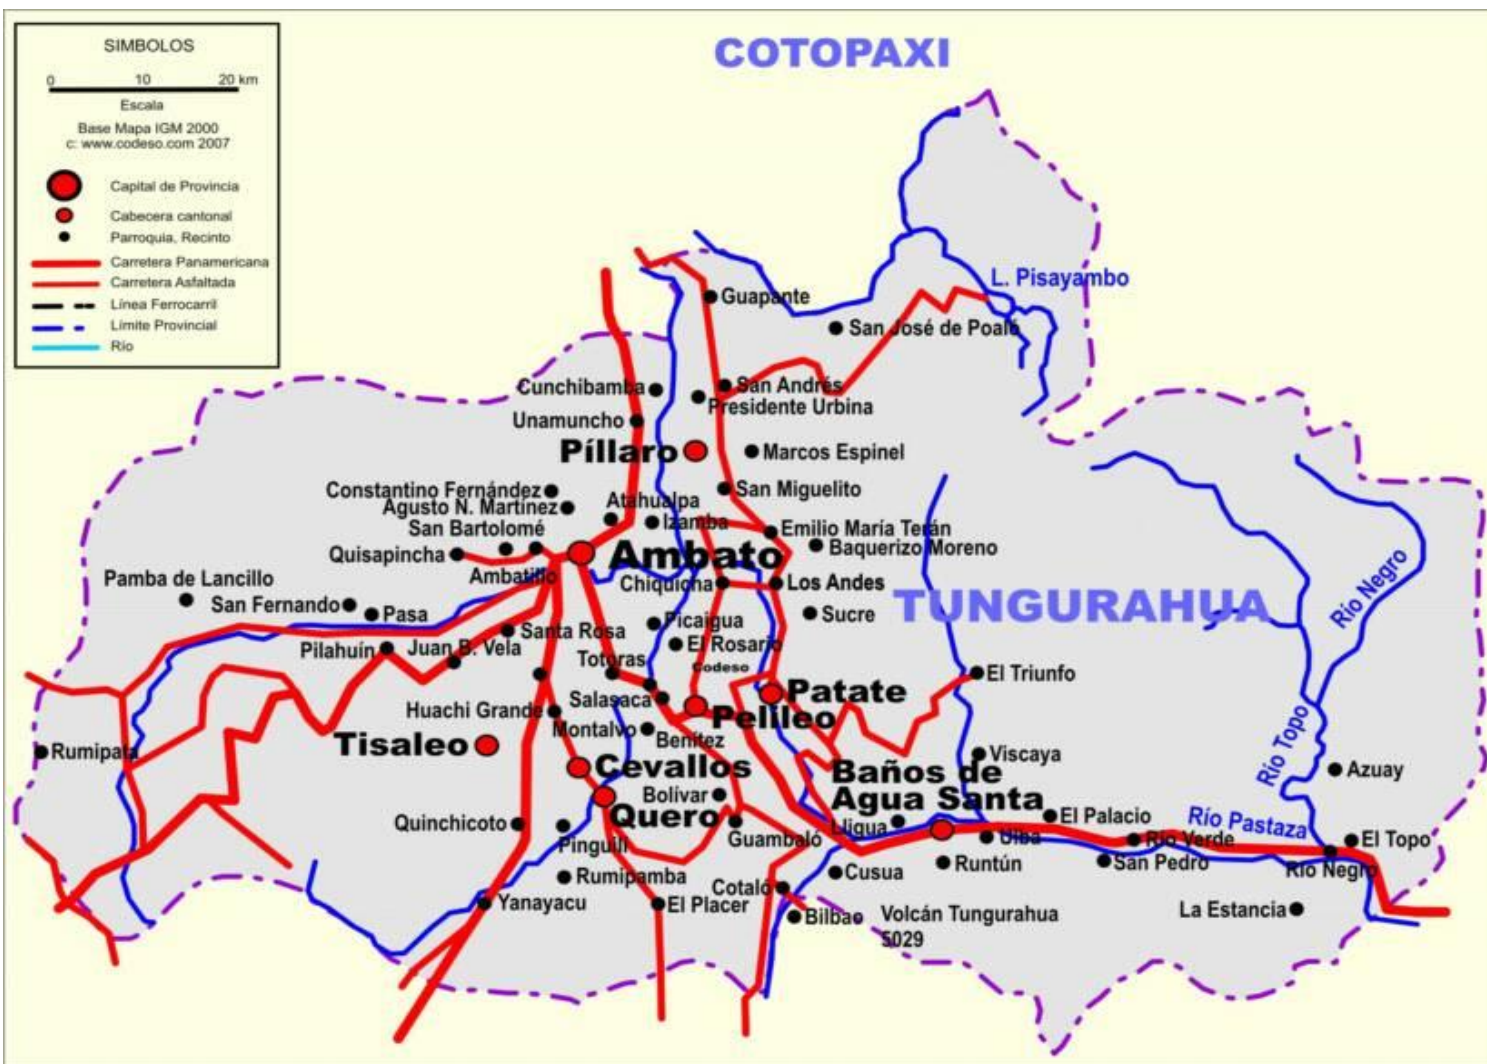 SIMBOLOS
0 10 20 km
Escala
Base Mapa IGM 2000
c: www.codeso.com 2007
Capital de Provincia
Cabecera cantonal
Parroquia, Recinto
Carretera Panamericana
Carretera Asfaltada
Línea Ferrocarril
Límite Provincial
Río
COTOPAXI
L. Pisayambo
Guapante
San José de Poaló
Cunchibamba
San Andrés
Presidente Urbina
Unamuncho
Píllaro
Marcos Espinel
Constantino Fernández
San Miguelito
Agusto N. Martínez
Atahualpa
San Bartolomé
Izamba
Emilio María Terán
Quisapincha
Ambato
Baquerizo Moreno
Ambatillo
Pamba de Lancillo
Chiquicha
Los Andes
TUNGURAHUA
Río Negro
San Fernando
Pasa
Picaigua
Sucre
Santa Rosa
Pilahuín
Juan B. Vela
El Rosario
Totoras
Codeso
El Triunfo
Patate
Salasaca
Pelileo
Huachi Grande
Montalvo
Benítez
Tisaleo
Río Topo
Rumipata
Viscaya
Cevallos
Baños de
Agua Santa
Azuay
Bolívar
Quero
El Palacio
Río Pastaza
Quinchicoto
Pinguilí
Guambaló
Lligua
Ulba
Río Verde
El Topo
Río Negro
San Pedro
Runtún
Cusua
Rumipamba
Cotaló
Yanayacu
El Placer
Bilbao
Volcán Tungurahua
5029
La Estancia